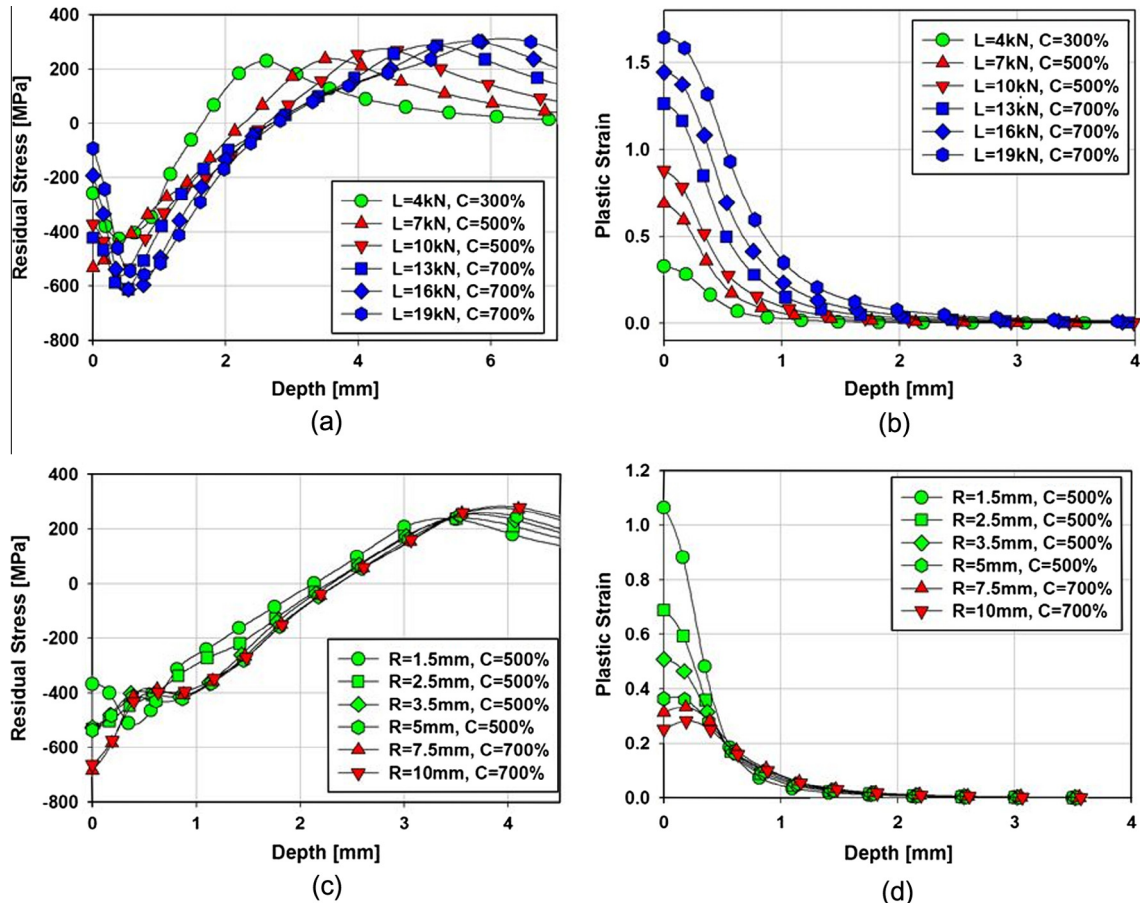 400
200
0
-200
-400
-600
-800
Residual Stress [MPa]
L=4kN, C=300%
L=7kN, C=500%
L=10kN, C=500%
L=13kN, C=700%
L=16kN, C=700%
L=19kN, C=700%
0 2 4 6
Depth [mm]
(a)
1.5
1.0
0.5
0.0
Plastic Strain
L=4kN, C=300%
L=7kN, C=500%
L=10kN, C=500%
L=13kN, C=700%
L=16kN, C=700%
L=19kN, C=700%
0 1 2 3 4
Depth [mm]
(b)
400
200
0
-200
-400
-600
-800
Residual Stress [MPa]
R=1.5mm, C=500%
R=2.5mm, C=500%
R=3.5mm, C=500%
R=5mm, C=500%
R=7.5mm, C=700%
R=10mm, C=700%
0 1 2 3 4
Depth [mm]
(c)
1.2
1.0
0.8
0.6
0.4
0.2
0.0
Plastic Strain
R=1.5mm, C=500%
R=2.5mm, C=500%
R=3.5mm, C=500%
R=5mm, C=500%
R=7.5mm, C=700%
R=10mm, C=700%
0 1 2 3 4
Depth [mm]
(d)